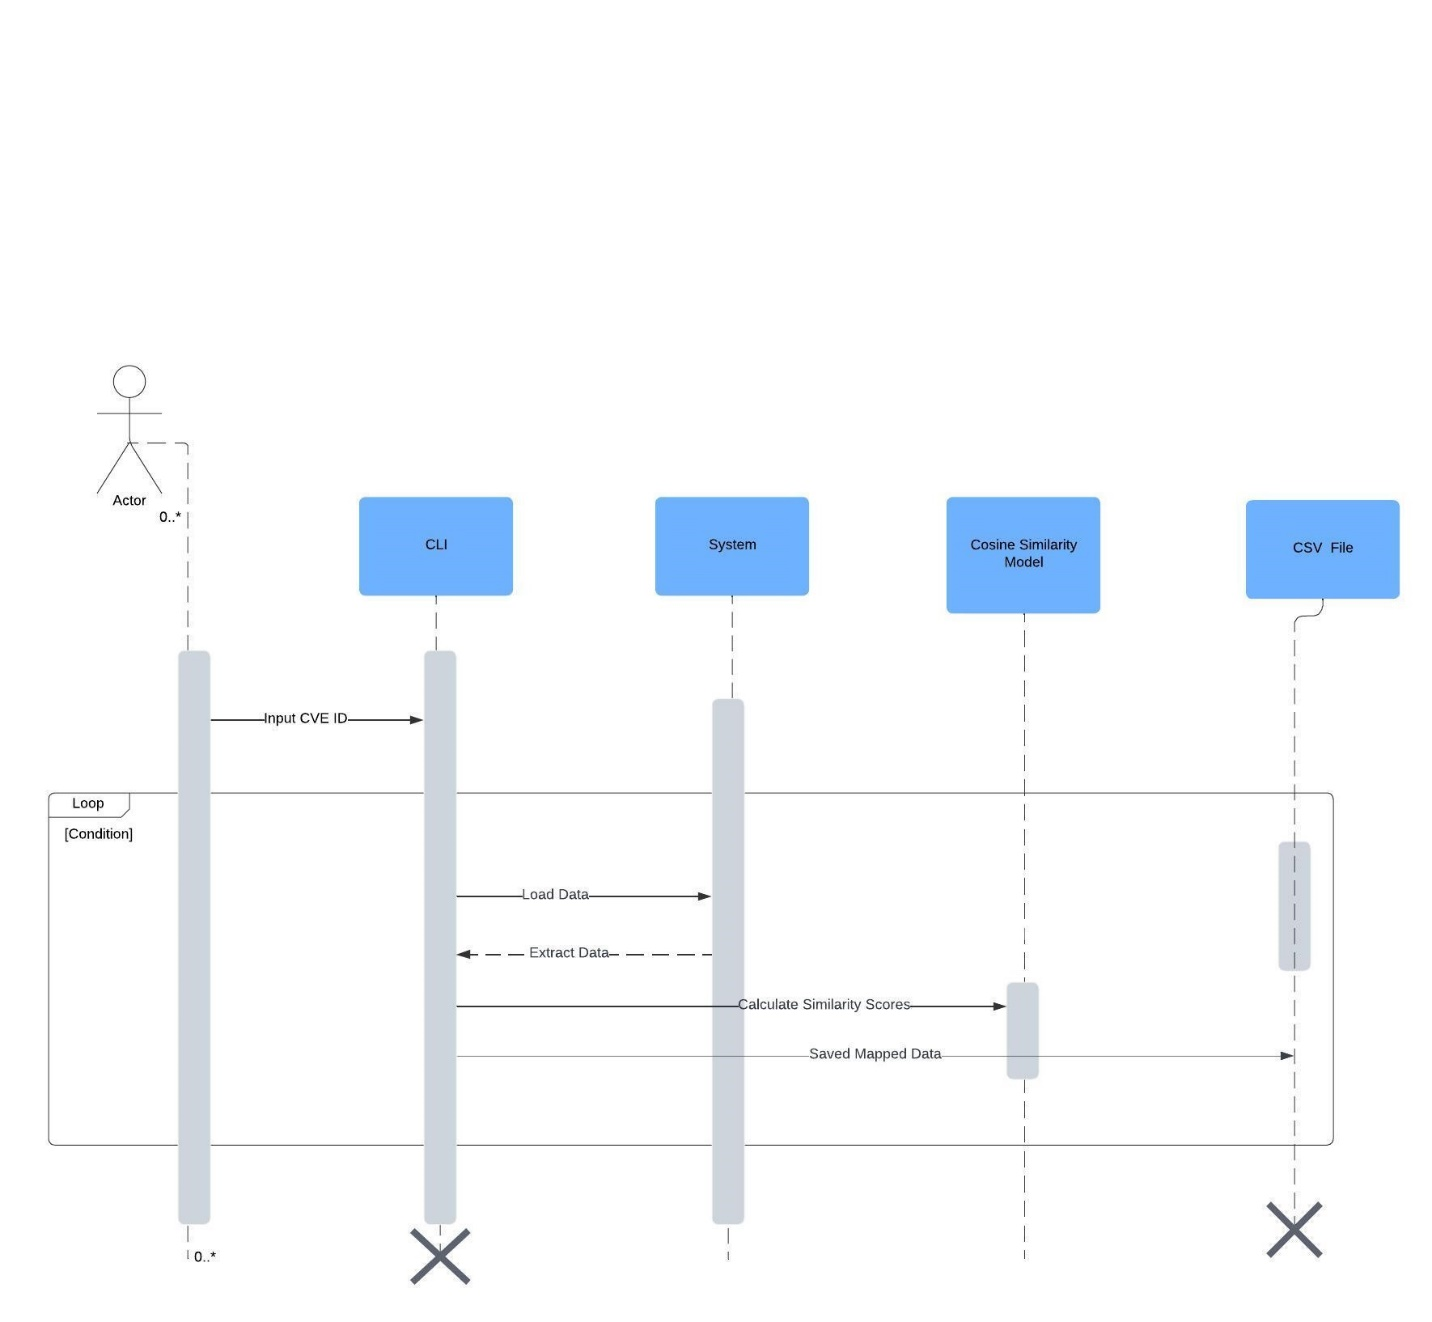 Actor
0..*
CLI
System
Cosine Similarity
Model
CSV File
Input CVE ID
Loop
[Condition]
Load Data
Extract Data
Calculate Similarity Scores
Saved Mapped Data
0..*